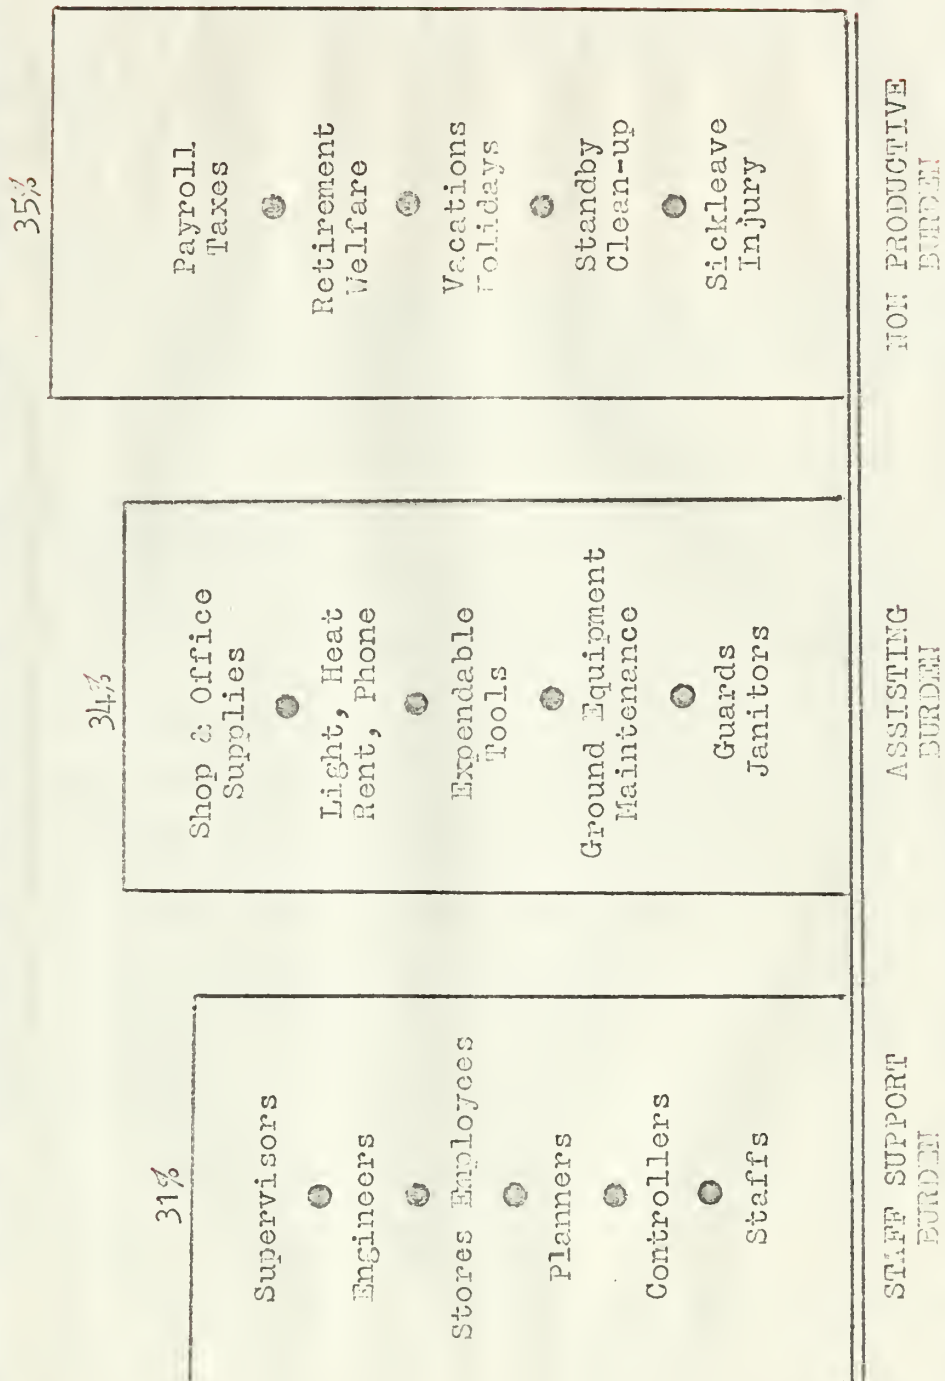 31%
Supervisors
Engineers
Stores Employees
Planners
Controllers
Staffs
STAFF SUPPORT
BURDEN
34%
Shop & Office
Supplies
Light, Heat
Rent, Phone
Expendable
Tools
Ground Equipment
Maintenance
Guards
Janitors
ASSISTING
BURDEN
35%
Payroll
Taxes
Retirement
Welfare
Vacations
Holidays
Standby
Clean-up
Sickleave
Injury
NON PRODUCTIVE
BURDEN